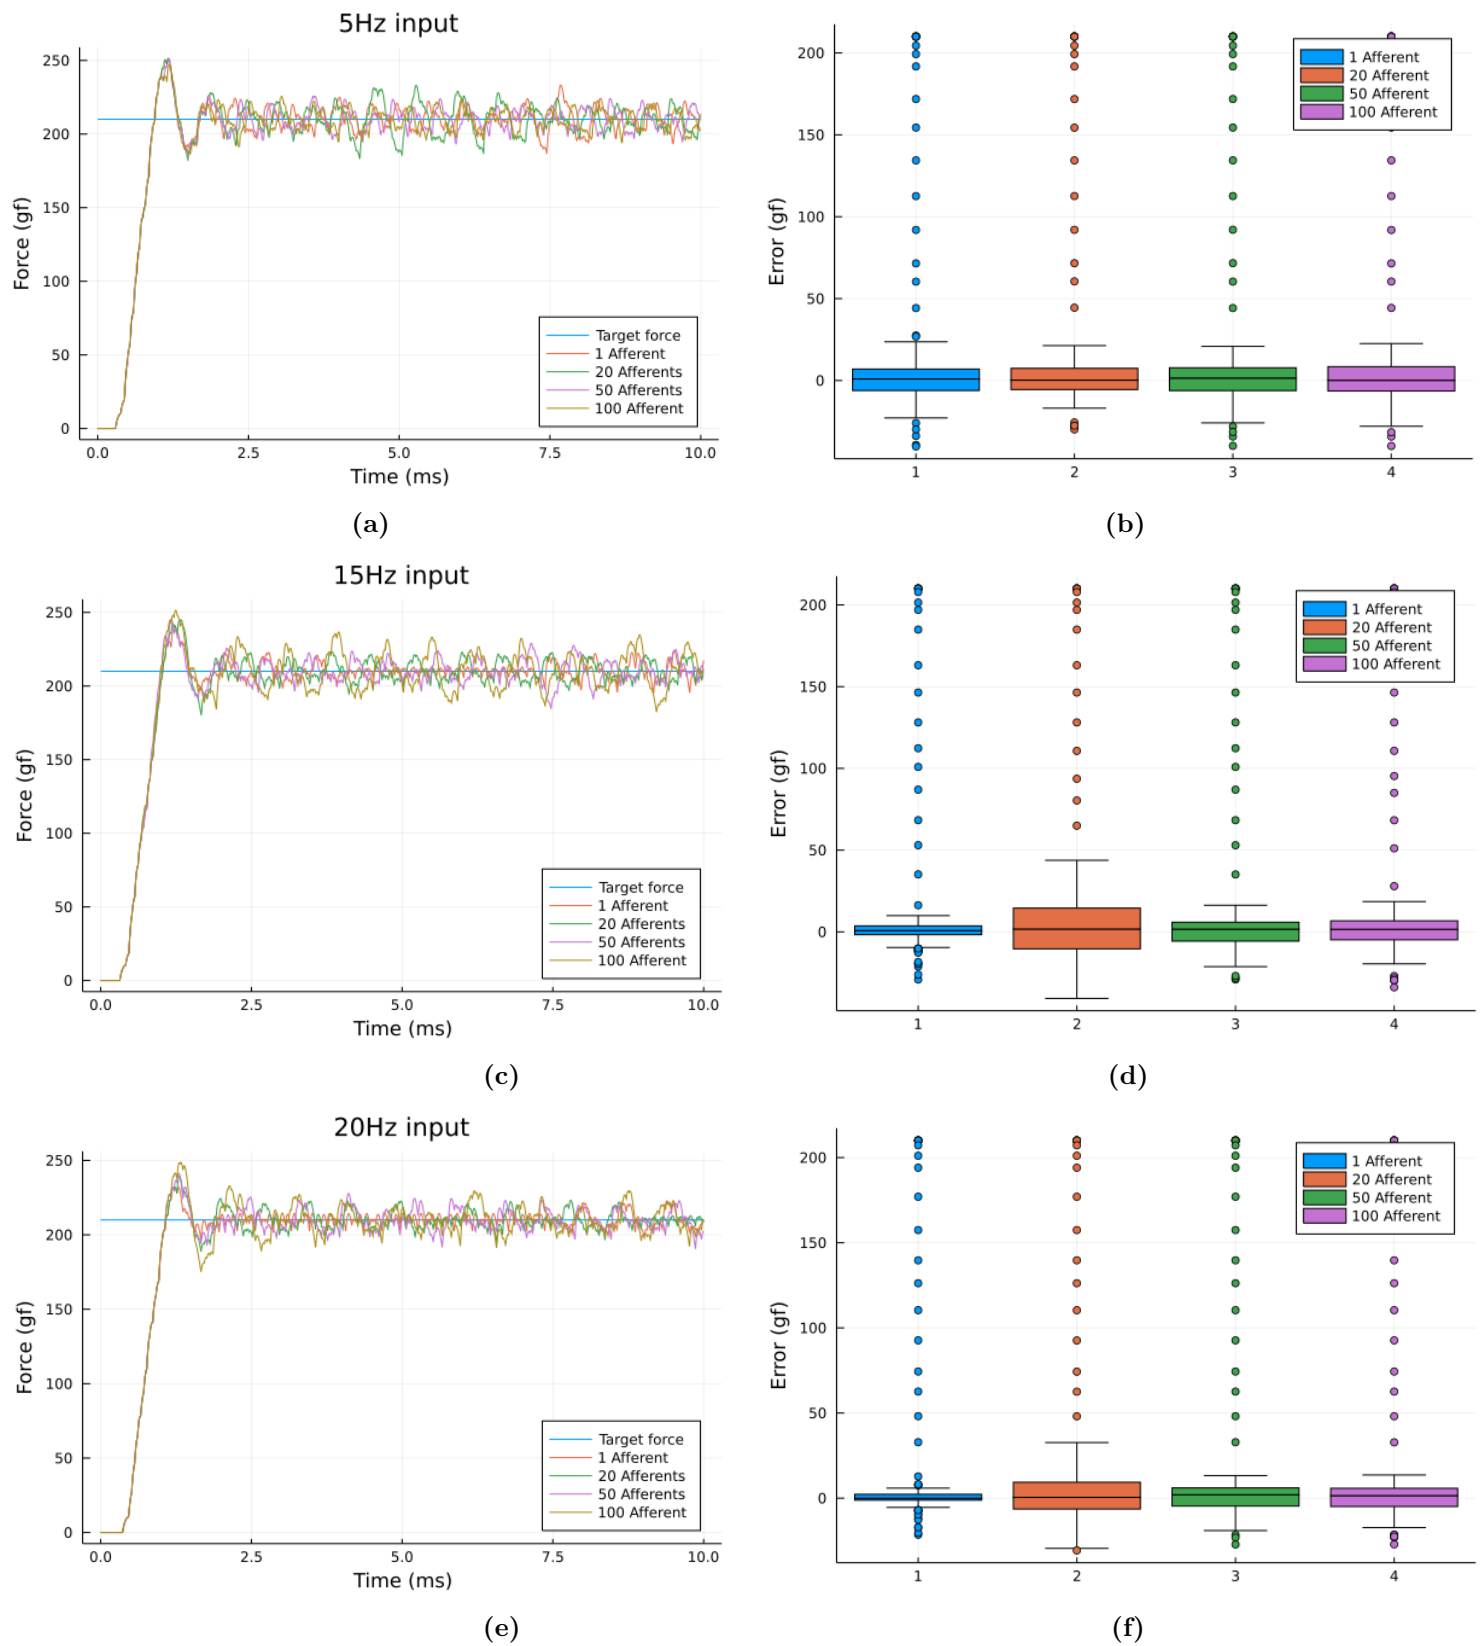 5Hz input
250
200
150
100
50
0
Force (gf)
Target force
1 Afferent
20 Afferents
50 Afferents
100 Afferent
0.0 2.5 5.0 7.5 10.0
Time (ms)
(a)
200
150
100
50
0
Error (gf)
1 Afferent
20 Afferent
50 Afferent
100 Afferent
1 2 3 4
(b)
15Hz input
250
200
150
100
50
0
Force (gf)
Target force
1 Afferent
20 Afferents
50 Afferents
100 Afferent
0.0 2.5 5.0 7.5 10.0
Time (ms)
(c)
200
150
100
50
0
Error (gf)
1 Afferent
20 Afferent
50 Afferent
100 Afferent
1 2 3 4
(d)
20Hz input
250
200
150
100
50
0
Force (gf)
Target force
1 Afferent
20 Afferents
50 Afferents
100 Afferent
0.0 2.5 5.0 7.5 10.0
Time (ms)
(e)
200
150
100
50
0
Error (gf)
1 Afferent
20 Afferent
50 Afferent
100 Afferent
1 2 3 4
(f)